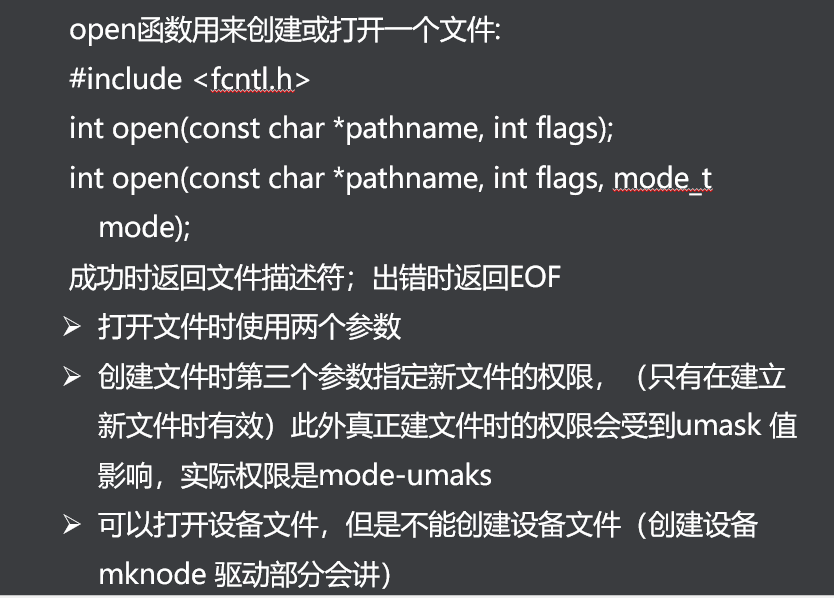 open函数用来创建或打开一个文件:
#include <fcntl.h>
int open(const char *pathname, int flags);
int open(const char *pathname, int flags, mode_t
mode);
成功时返回文件描述符；出错时返回EOF
➢ 打开文件时使用两个参数
➢ 创建文件时第三个参数指定新文件的权限，（只有在建立
新文件时有效）此外真正建文件时的权限会受到umask 值
影响，实际权限是mode-umaks
➢ 可以打开设备文件，但是不能创建设备文件（创建设备
mknode 驱动部分会讲）